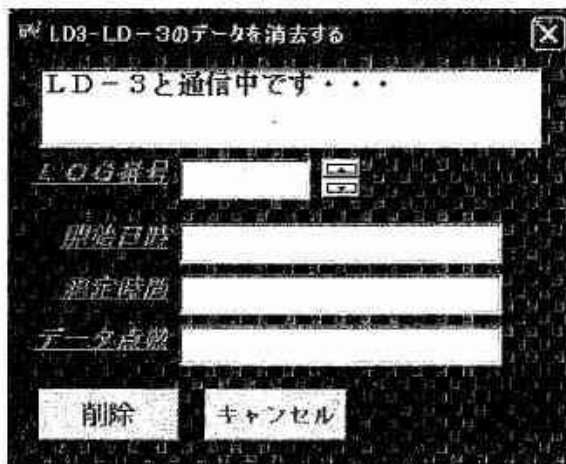 LD3-LD-3のデータを消去する
LD-3と通信中です・・・
LOG番号
開始日時
測定時間
データ点数
削除
キャンセル